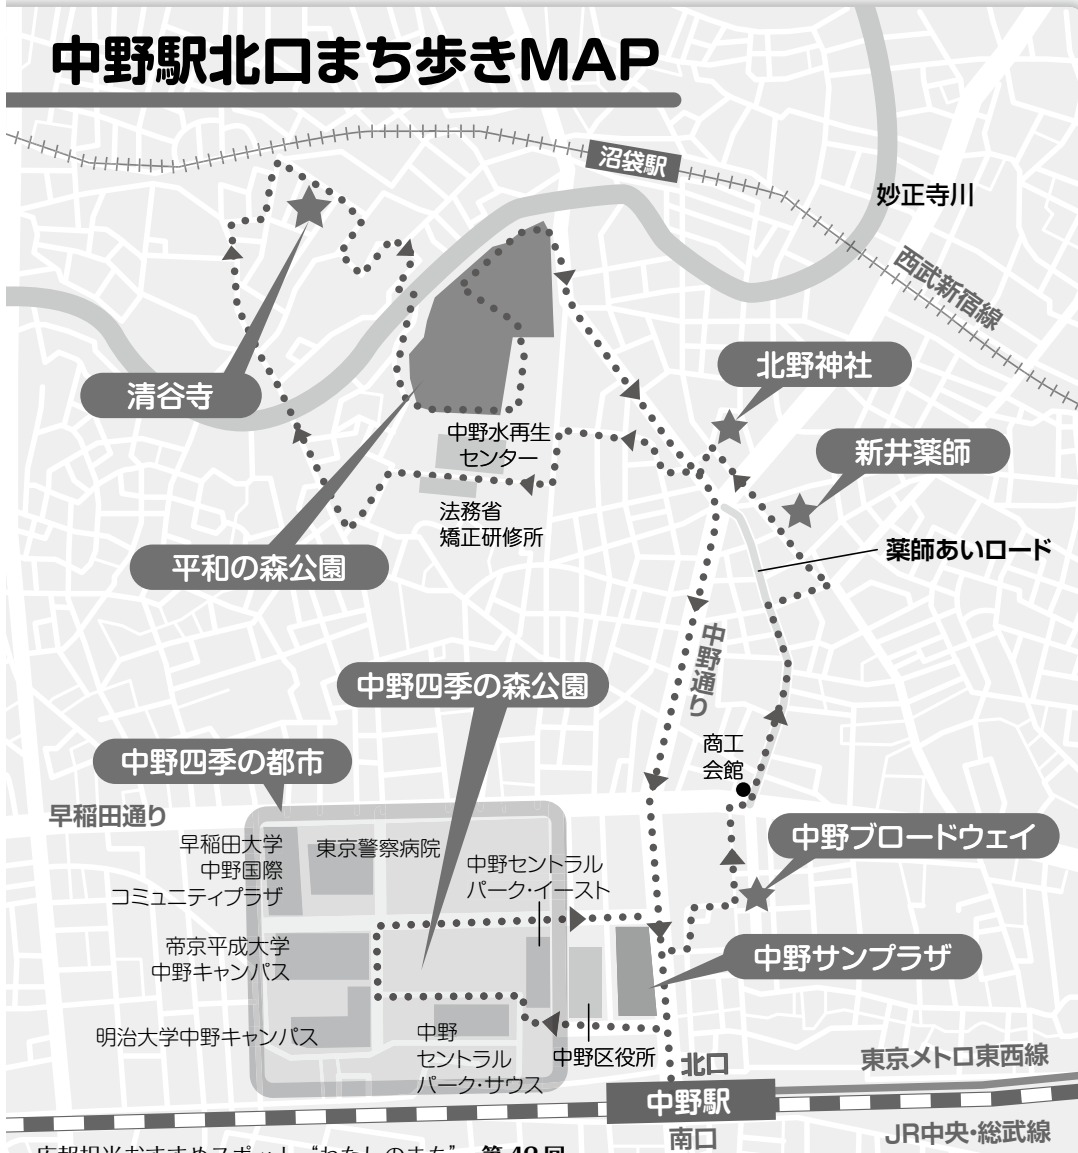 中野駅北口まち歩きMAP
沼袋駅
妙正寺川
西武新宿線
北野神社
清谷寺
新井薬師
中野水再生
センター
法務省
矯正研修所
薬師あいロード
平和の森公園
中野通り
中野四季の森公園
商工
会館
中野四季の都市
早稲田通り
中野ブロードウェイ
早稲田大学
中野国際
コミュニティプラザ
東京警察病院
中野セントラル
パーク・イースト
帝京平成大学
中野キャンパス
中野サンプラザ
明治大学中野キャンパス
中野
セントラル
パーク・サウス
中野区役所
北口
東京メトロ東西線
中野駅
南口
JR中央・総武線